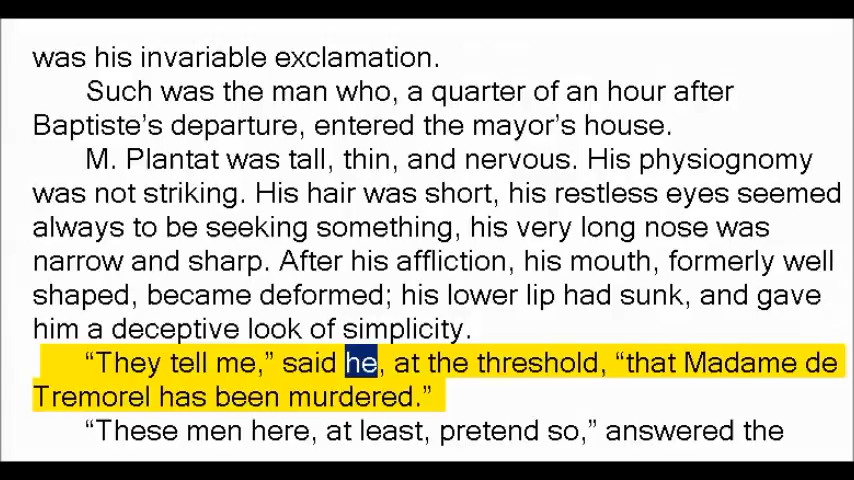 was his invariable exclamation.
Such was the man who, a quarter of an hour after
Baptiste’s departure, entered the mayor’s house.
M. Plantat was tall, thin, and nervous. His physiognomy
was not striking. His hair was short, his restless eyes seemed
always to be seeking something, his very long nose was
narrow and sharp. After his affliction, his mouth, formerly well
shaped, became deformed; his lower lip had sunk, and gave
him a deceptive look of simplicity.
“They tell me,” said he, at the threshold, “that Madame de
Tremorel has been murdered.”
“These men here, at least, pretend so,” answered the